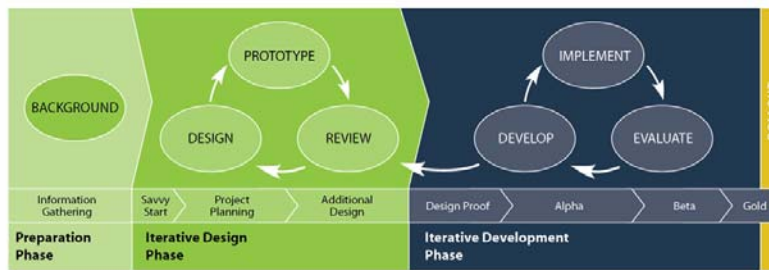 PROTOTYPE
IMPLEMENT
BACKGROUND
DESIGN
REVIEW
DEVELOP
EVALUATE
Information
Gathering
Savvy
Start
Project
Planning
Additional
Design
Design Proof
Alpha
Beta
Gold
Preparation
Phase
Iterative Design
Phase
Iterative Development
Phase